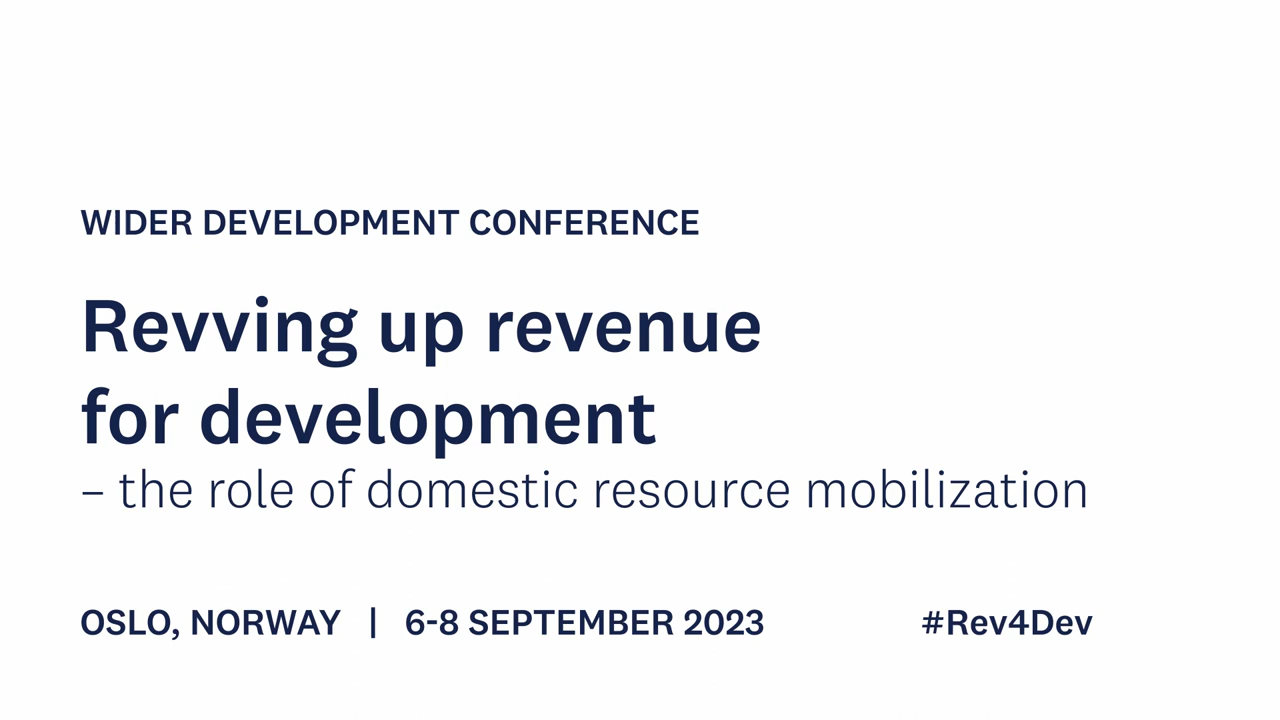 WIDER DEVELOPMENT CONFERENCE
Revving up revenue
for development
– the role of domestic resource mobilization
OSLO, NORWAY | 6-8 SEPTEMBER 2023 #Rev4Dev